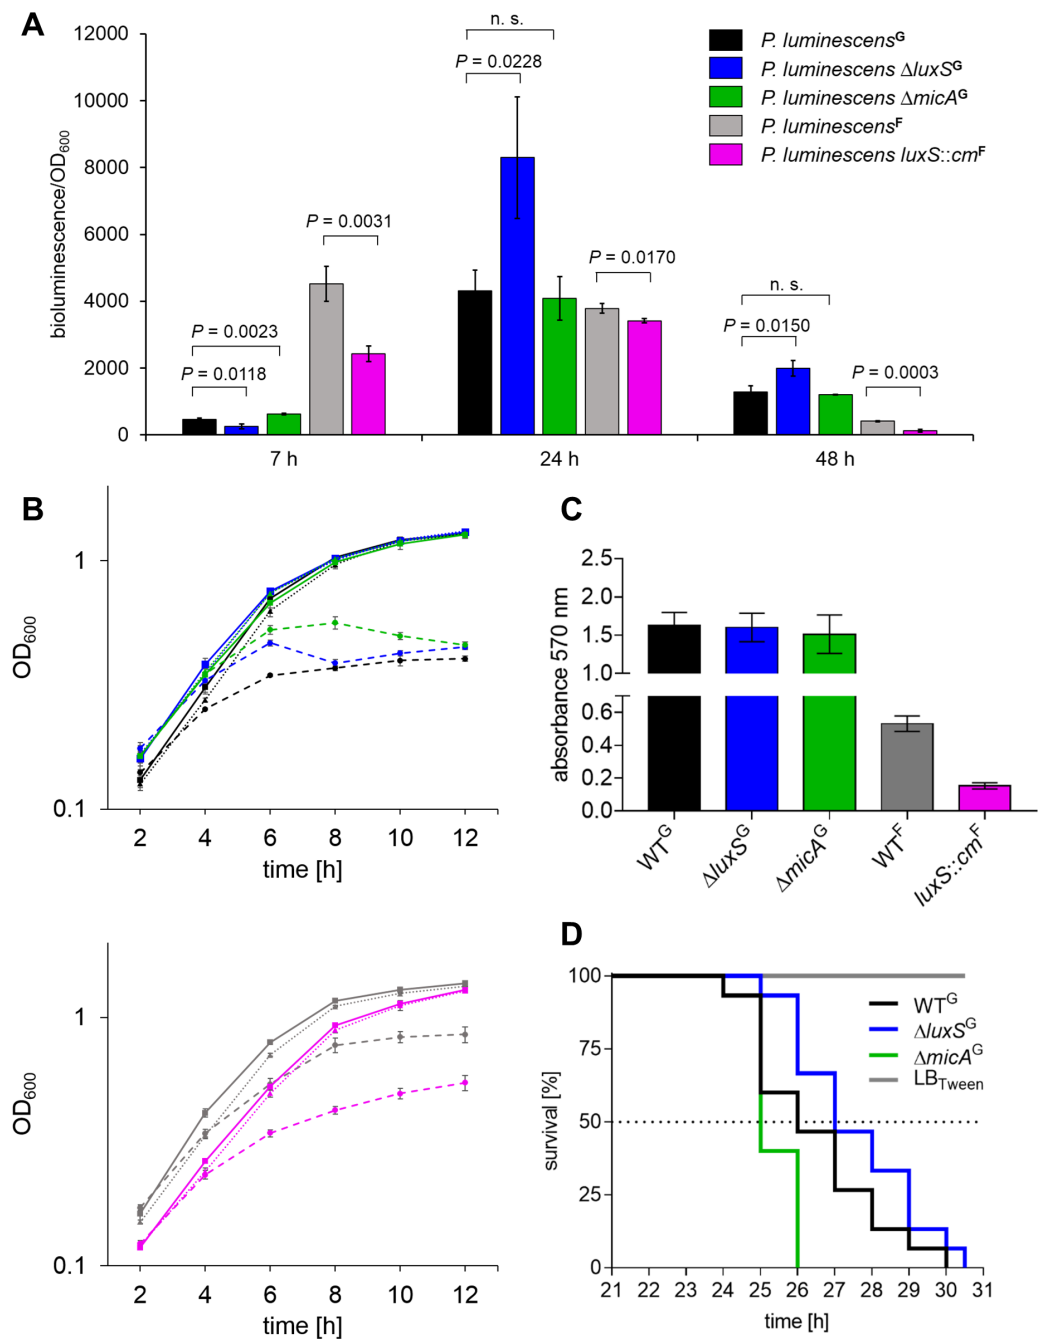 A
12000
10000
8000
6000
4000
2000
0
bioluminescence/OD600
P = 0.0023
P = 0.0118
P = 0.0031
n. s.
P = 0.0228
P = 0.0170
n. s.
P = 0.0150
P = 0.0003
7 h
24 h
48 h
P. luminescensG
P. luminescens ΔluxSG
P. luminescens ΔmicAG
P. luminescensF
P. luminescens luxS::cmF
B
OD600
1
0.1
2 4 6 8 10 12
time [h]
OD600
1
0.1
2 4 6 8 10 12
time [h]
C
absorbance 570 nm
2.5
2.0
1.5
1.0
0.6
0.4
0.2
0.0
WTG
ΔluxSG
ΔmicAG
WTF
luxS::cmF
D
survival [%]
100
75
50
25
0
WTG
ΔluxSG
ΔmicAG
LBTween
21 22 23 24 25 26 27 28 29 30 31
time [h]